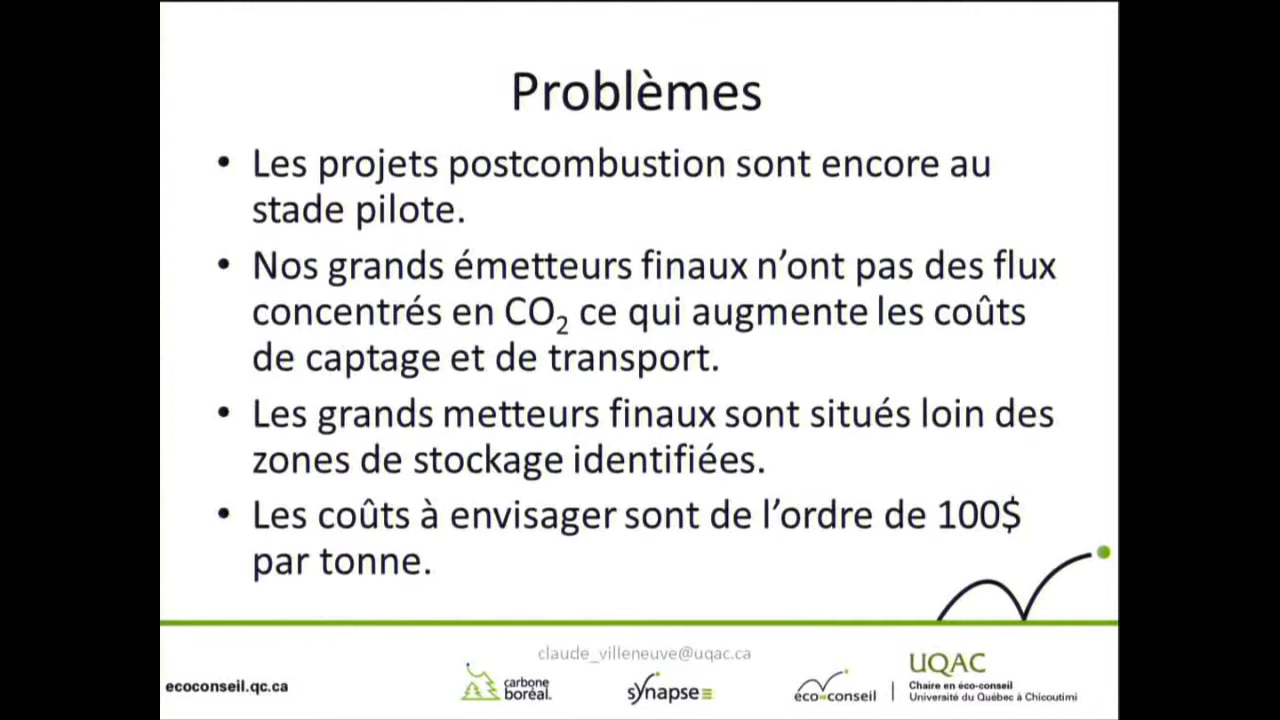 Problèmes
• Les projets postcombustion sont encore au
stade pilote.
• Nos grands émetteurs finaux n’ont pas des flux
concentrés en CO₂ ce qui augmente les coûts
de captage et de transport.
• Les grands metteurs finaux sont situés loin des
zones de stockage identifiées.
• Les coûts à envisager sont de l’ordre de 100$
par tonne.
claude_villeneuve@uqac.ca
ecoconseil.qc.ca
carbone
boréal.
synapse
éco-conseil
UQAC
Chaire en éco-conseil
Université du Québec à Chicoutimi